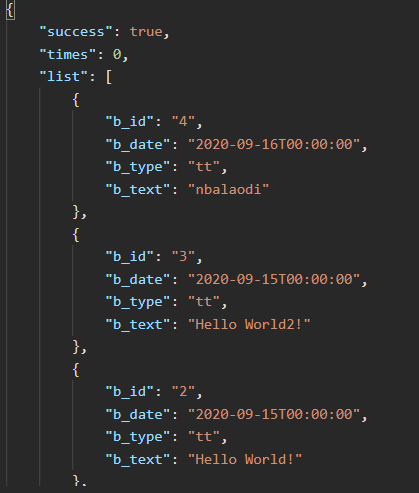 {
"success": true,
"times": 0,
"list": [
{
"b_id": "4",
"b_date": "2020-09-16T00:00:00",
"b_type": "tt",
"b_text": "nbalaodi"
},
{
"b_id": "3",
"b_date": "2020-09-15T00:00:00",
"b_type": "tt",
"b_text": "Hello World2!"
},
{
"b_id": "2",
"b_date": "2020-09-15T00:00:00",
"b_type": "tt",
"b_text": "Hello World!"
},